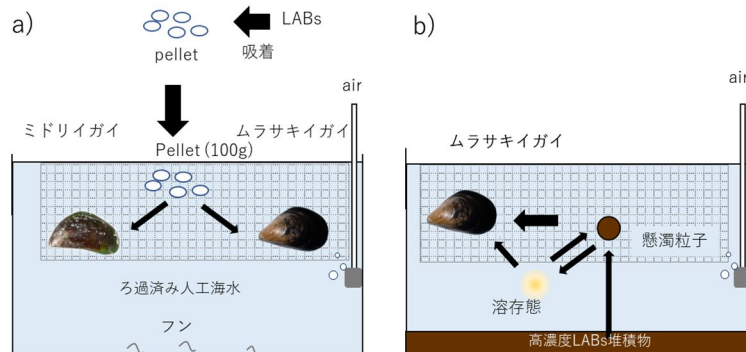 a)
LABs
吸着
pellet
air
ミドリイガイ
ムラサキイガイ
Pellet (100g)
ろ過済み人工海水
フン
b)
air
ムラサキイガイ
懸濁粒子
溶存態
高濃度LABs堆積物